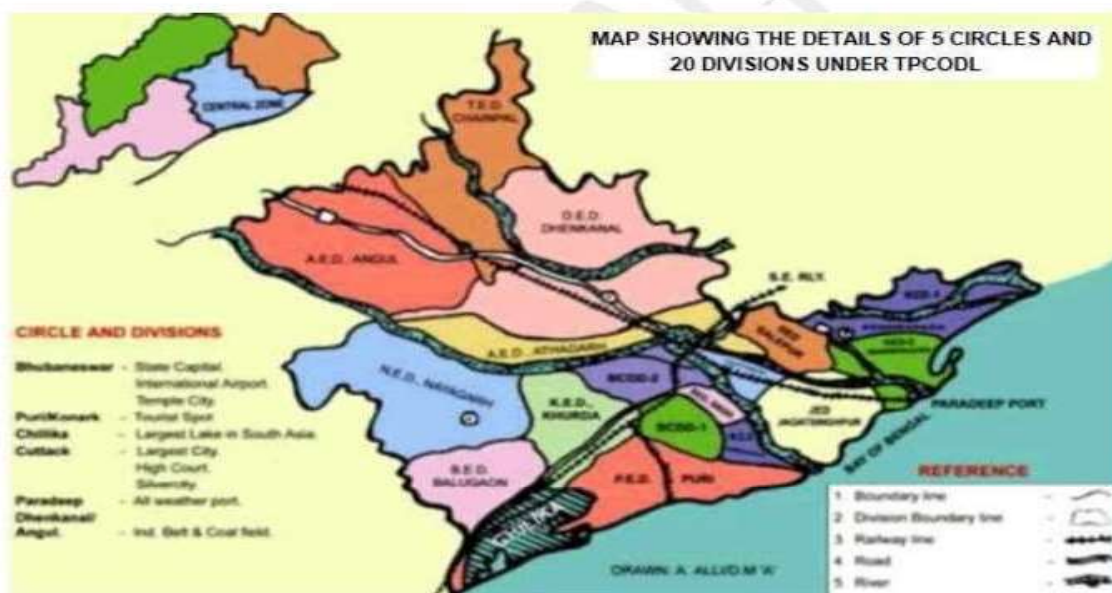 MAP SHOWING THE DETAILS OF 5 CIRCLES AND
20 DIVISIONS UNDER TPCODL
CENTRAL ZONE
T.E.D.
CHAINPAL
D.E.D.
DHENKANAL
A.E.D. ANGUL
S.E. RLY.
A.E.D. ATHAGARH
SALEPUR
N.E.D. NAYAGARH
BCDD-2
K.E.D.,
KHURDA
BCDD-1
JED
JAGATSINGHPUR
PARADEEP PORT
BAY OF BENGAL
B.E.D.
BALUGAON
P.E.D. PURI
CHILIKA
CIRCLE AND DIVISIONS
Bhubaneswar - State Capital.
International Airport.
Temple City.
Puri/Konark - Tourist Spot
Chillika - Largest Lake in South Asia.
Cuttack - Largest City.
High Court.
Silvercity.
Paradeep - All weather port.
Dhenkanal/
Angul. - Ind. Belt & Coal field.
REFERENCE
1 Boundary line -
2 Division Boundary line -
3 Railway line -
4 Road -
5 River -
DRAWN: A. ALLI/D.M 'A'